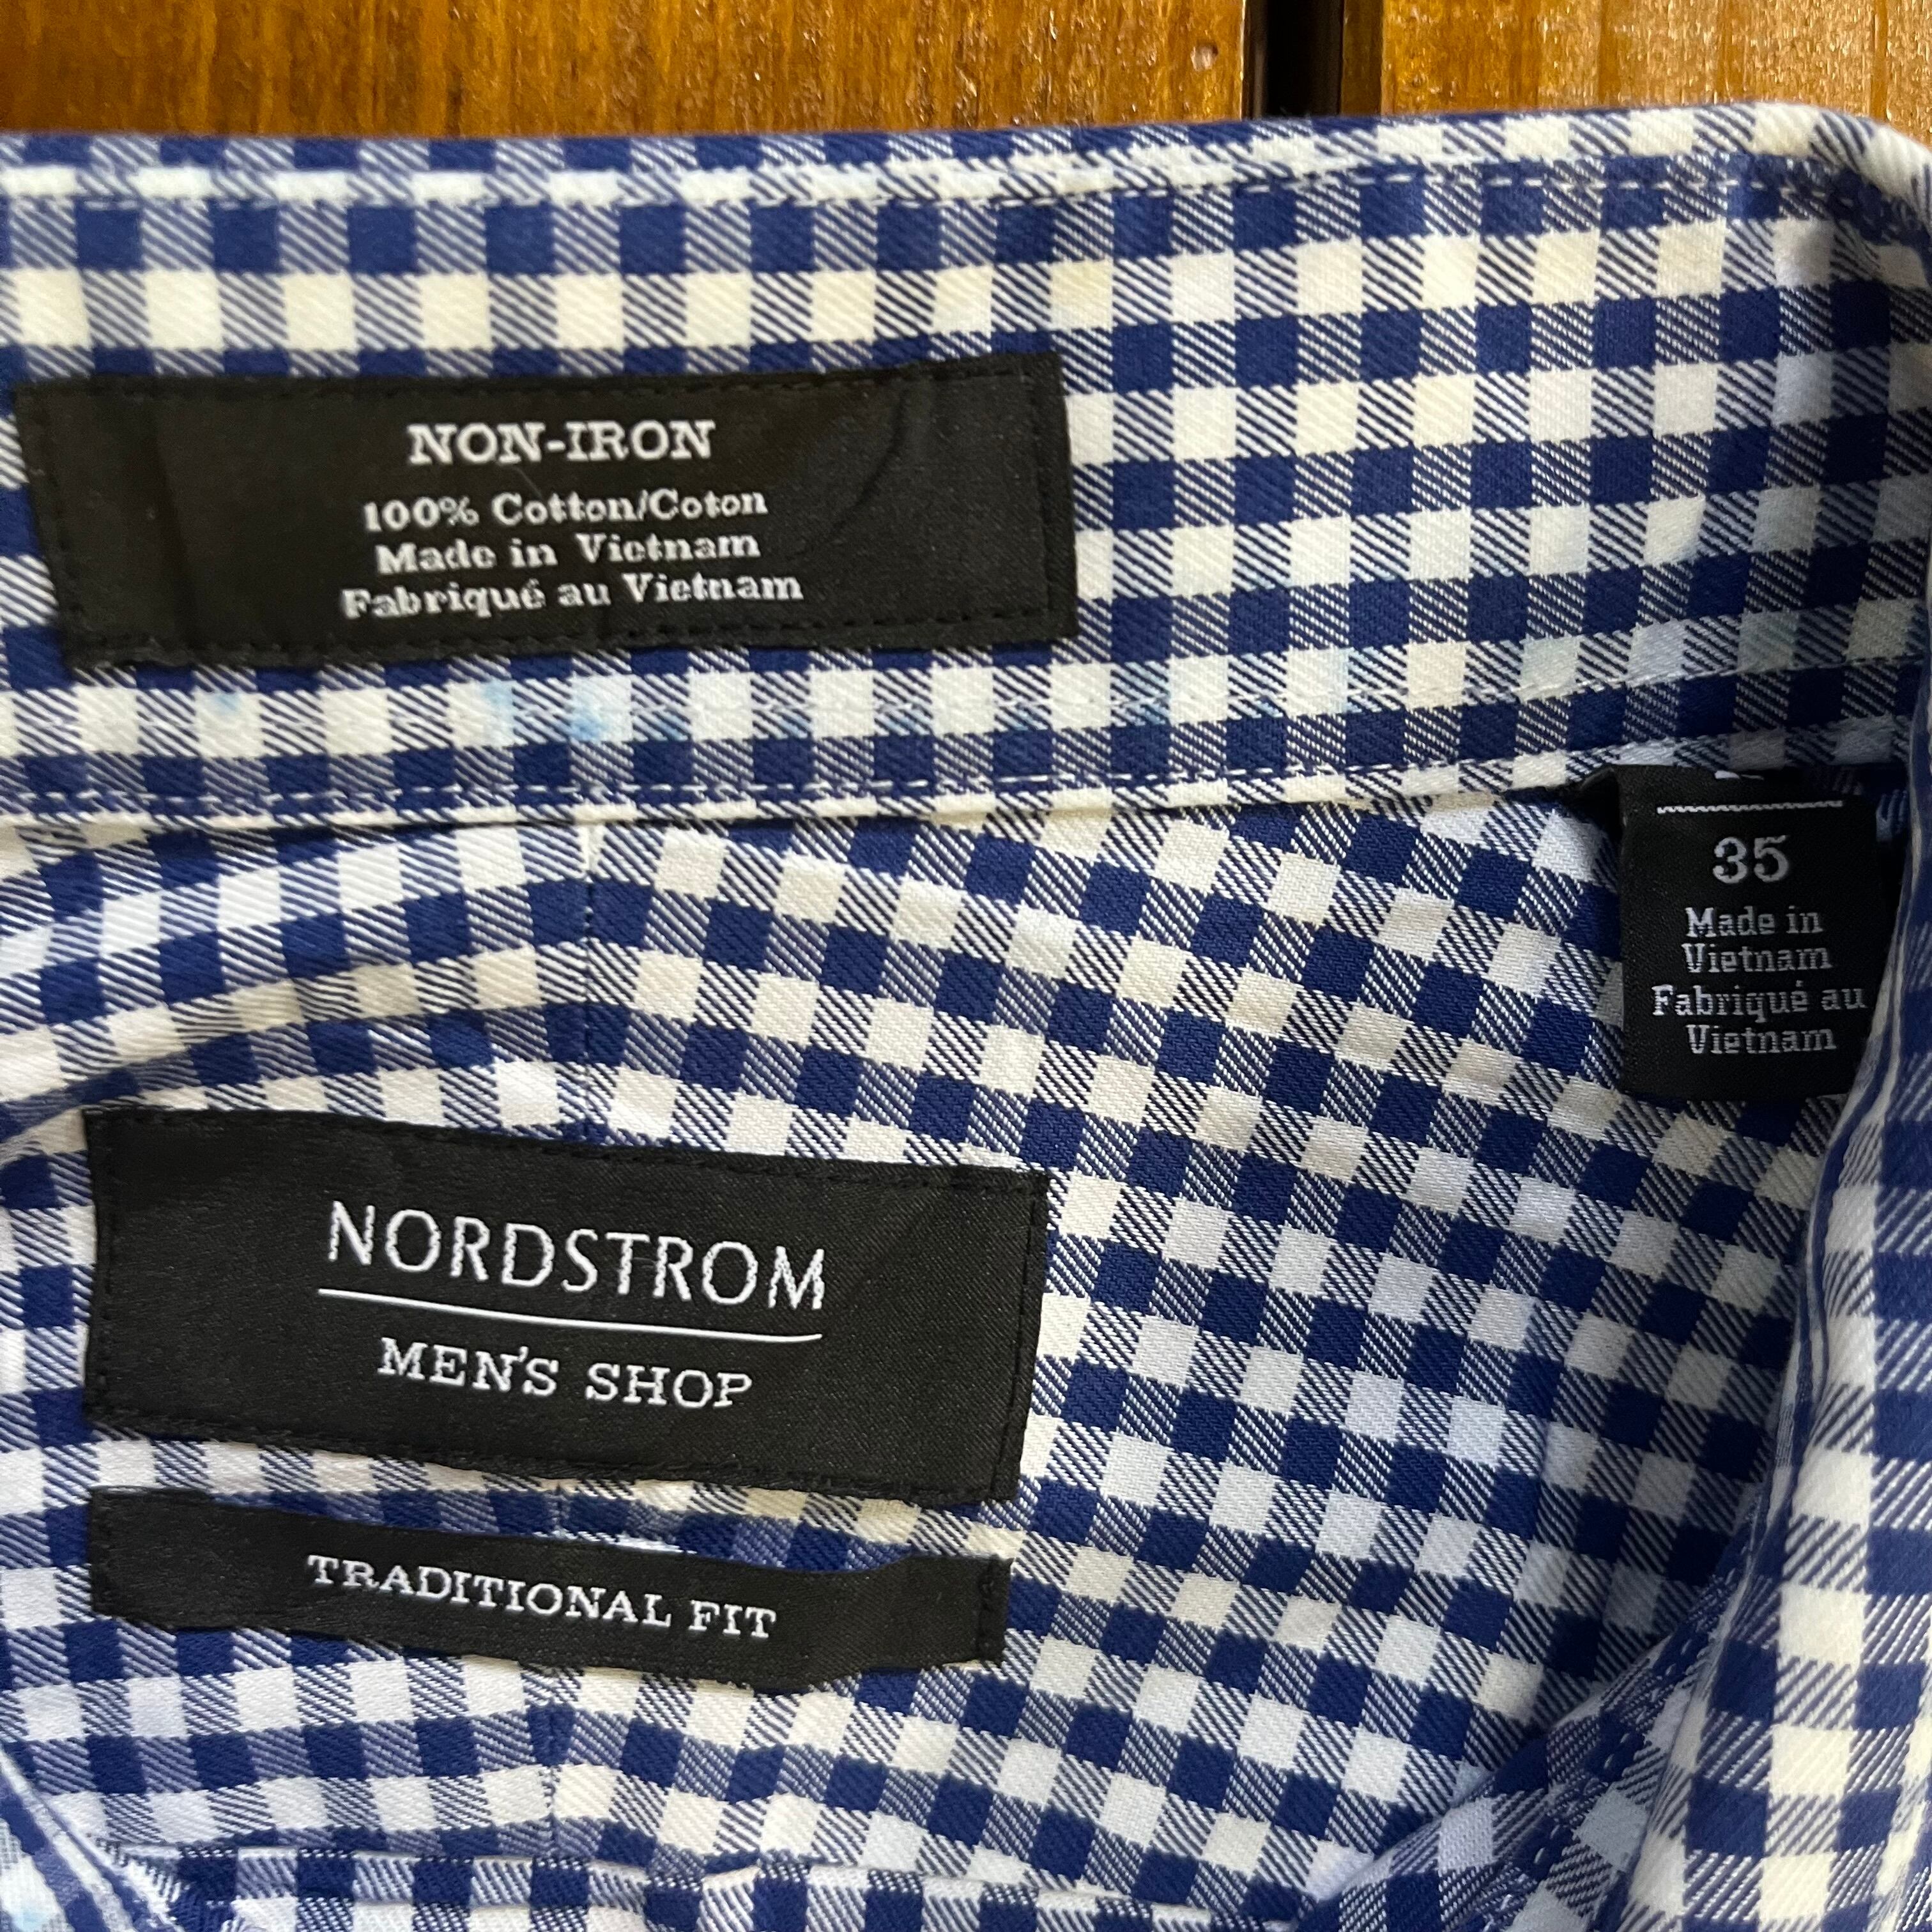 NON-IRON
100% Cotton/Coton
Made in Vietnam
Fabriqué au Vietnam
35
Made in
Vietnam
Fabriqué au
Vietnam
NORDSTROM
MEN'S SHOP
TRADITIONAL FIT